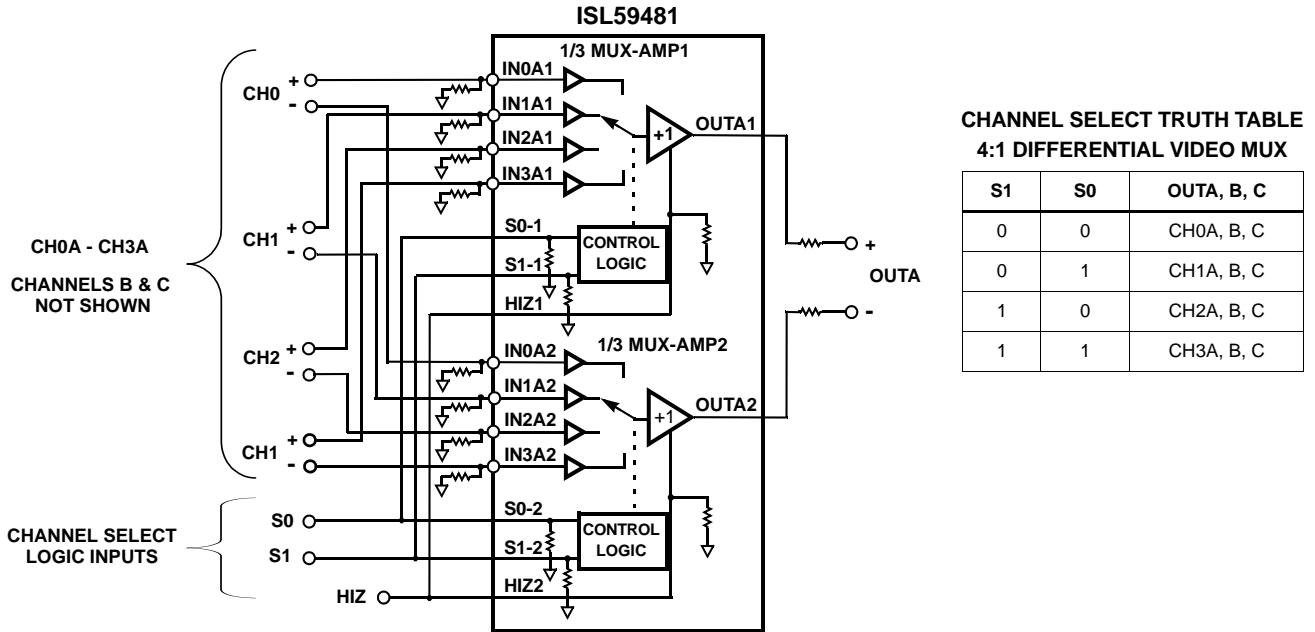 ISL59481
1/3 MUX-AMP1
CH0
+
-
IN0A1
IN1A1
IN2A1
IN3A1
+1
OUTA1
CH1
+
-
S0-1
S1-1
HIZ1
CONTROL
LOGIC
CH0A - CH3A
CHANNELS B & C
NOT SHOWN
+
OUTA
-
CH2
+
-
1/3 MUX-AMP2
IN0A2
IN1A2
IN2A2
IN3A2
+1
OUTA2
CH1
+
-
CHANNEL SELECT
LOGIC INPUTS
S0
S1
HIZ
S0-2
S1-2
HIZ2
CONTROL
LOGIC
CHANNEL SELECT TRUTH TABLE
4:1 DIFFERENTIAL VIDEO MUX
S1 S0 OUTA, B, C
0 0 CH0A, B, C
0 1 CH1A, B, C
1 0 CH2A, B, C
1 1 CH3A, B, C